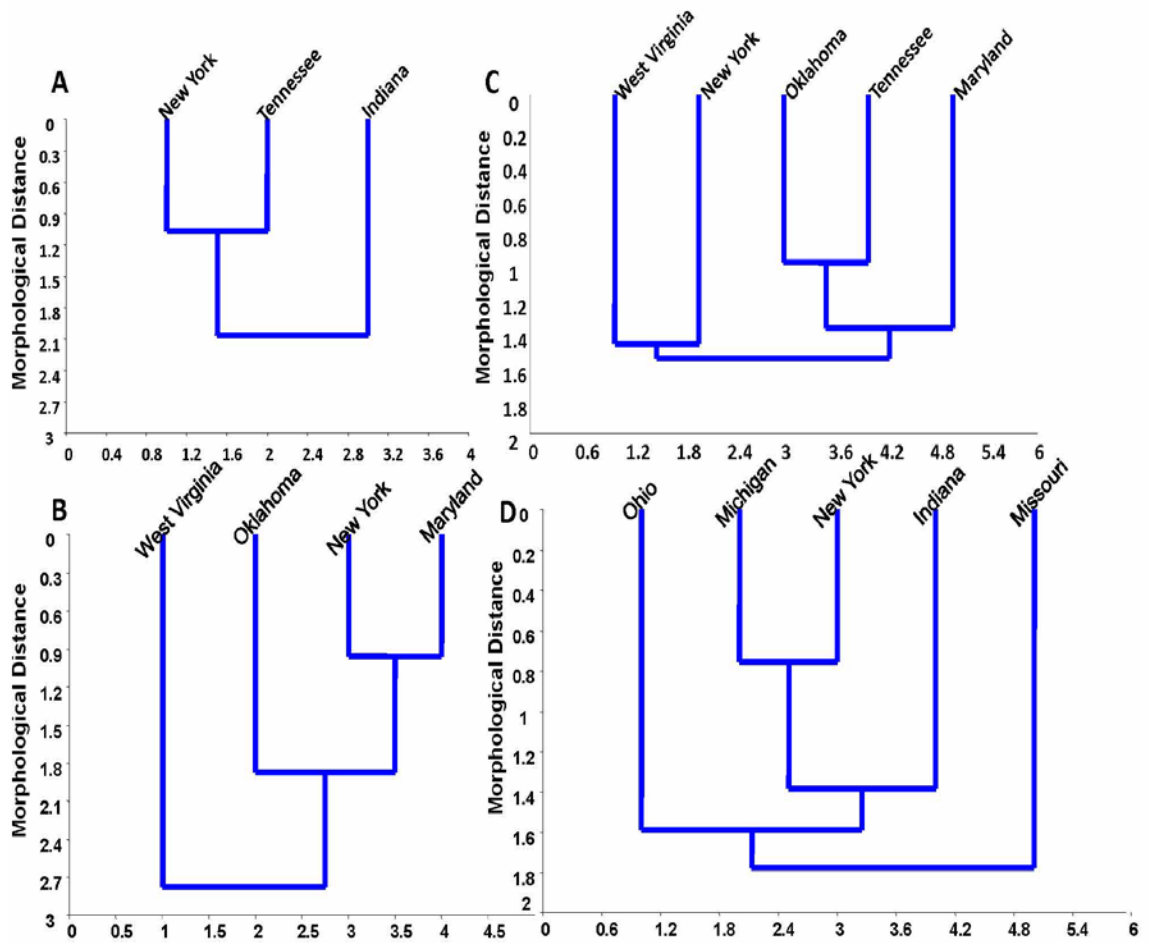 A
New York
Tennessee
Indiana
Morphological Distance
0
0.3
0.6
0.9
1.2
1.5
1.8
2.1
2.4
2.7
3
0 0.4 0.8 1.2 1.6 2 2.4 2.8 3.2 3.6 4
C
West Virginia
New York
Oklahoma
Tennessee
Maryland
Morphological Distance
0
0.2
0.4
0.6
0.8
1
1.2
1.4
1.6
1.8
2
0 0.6 1.2 1.8 2.4 3 3.6 4.2 4.8 5.4 6
B
West Virginia
Oklahoma
New York
Maryland
Morphological Distance
0
0.3
0.6
0.9
1.2
1.5
1.8
2.1
2.4
2.7
3
0 0.5 1 1.5 2 2.5 3 3.5 4 4.5
D
Ohio
Michigan
New York
Indiana
Missouri
Morphological Distance
0
0.2
0.4
0.6
0.8
1
1.2
1.4
1.6
1.8
2
0 0.6 1.2 1.8 2.4 3 3.6 4.2 4.8 5.4 6